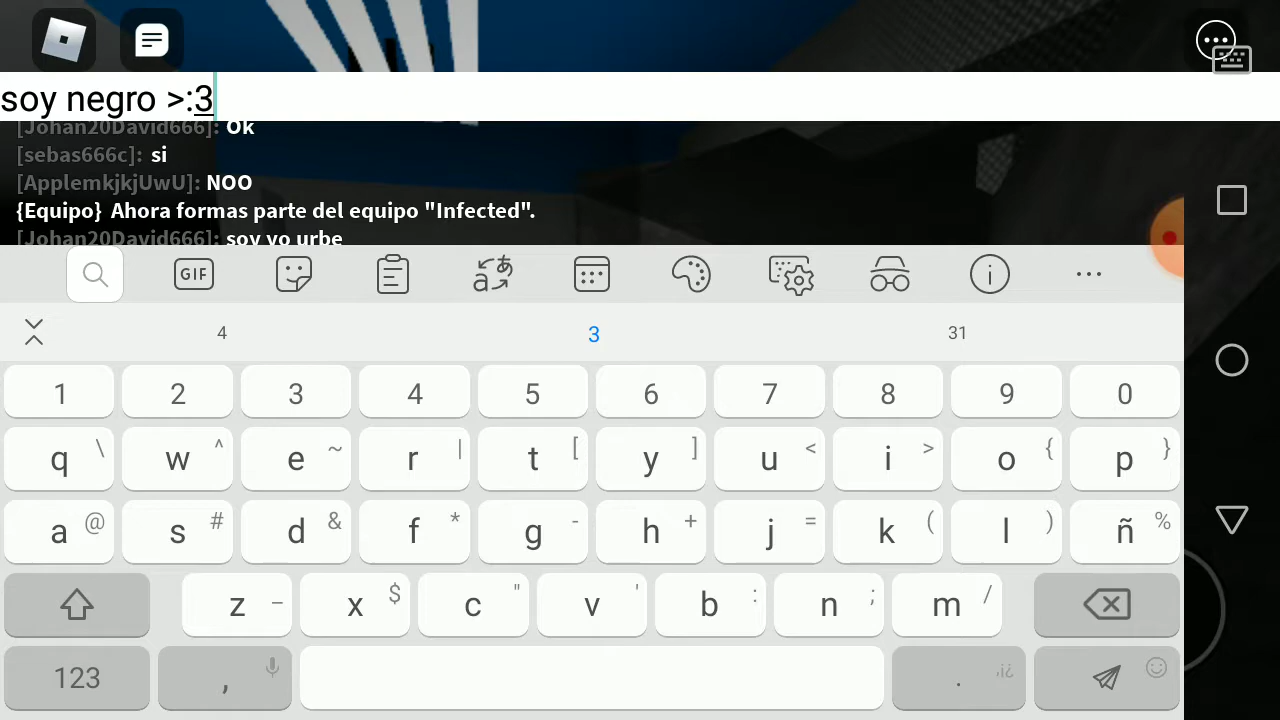 soy negro >:3
[Johan20David666]: Ok
[sebas666c]: si
[ApplemkjkjUwU]: NOO
{Equipo} Ahora formas parte del equipo "Infected".
[Johan20David666]: soy yo urbe
GIF
4 3 31
1 2 3 4 5 6 7 8 9 0
q \ w ^ e ~ r | t [ y ] u < i > o { p }
a @ s # d & f * g - h + j = k ( l ) ñ %
z _ x $ c " v ' b : n ; m /
123 , . ,i¿